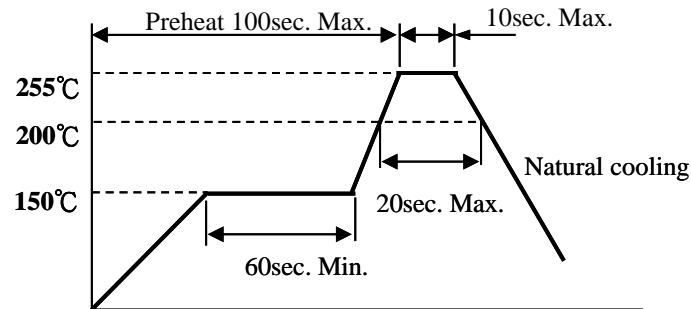 Preheat 100sec. Max.
10sec. Max.
255℃
200℃
Natural cooling
150℃
20sec. Max.
60sec. Min.